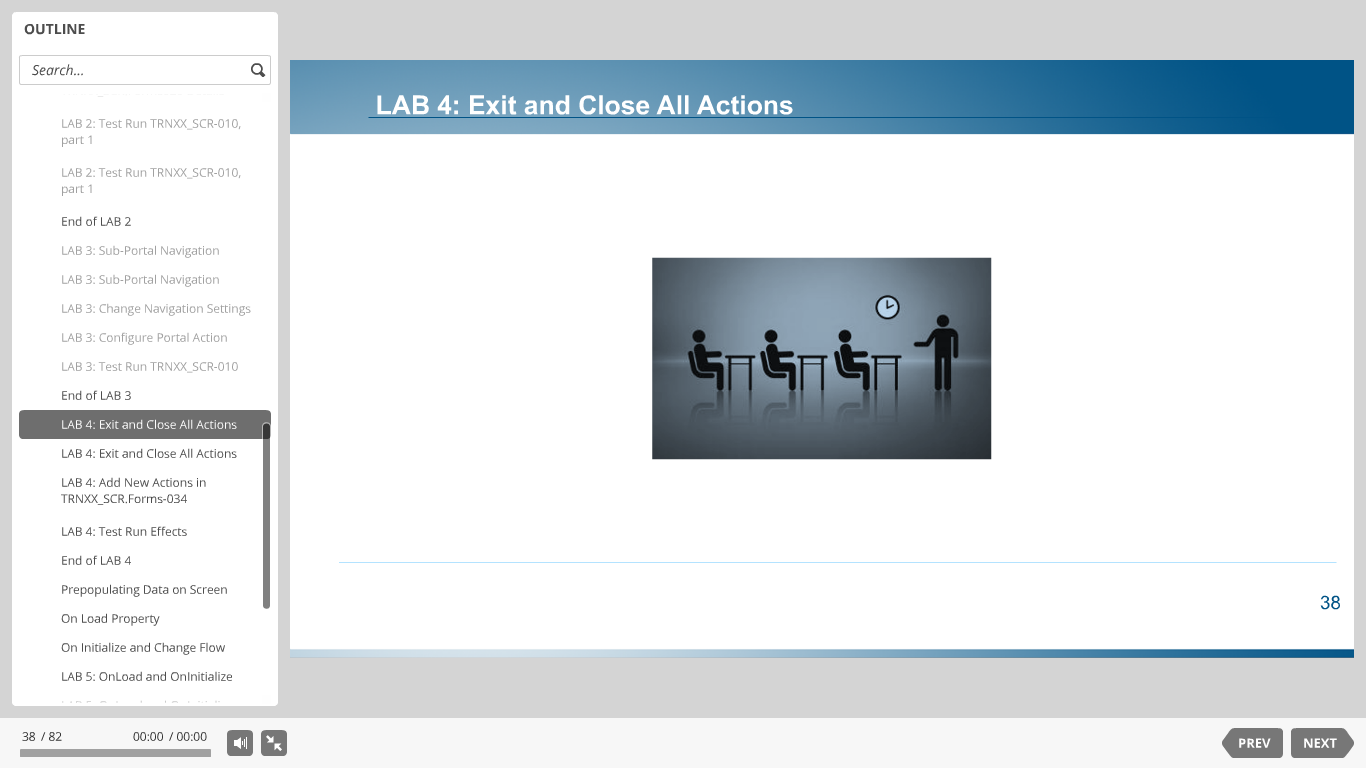 OUTLINE
Search...
LAB 2: Test Run TRNXX_SCR-010,
part 1
LAB 2: Test Run TRNXX_SCR-010,
part 1
End of LAB 2
LAB 3: Sub-Portal Navigation
LAB 3: Sub-Portal Navigation
LAB 3: Change Navigation Settings
LAB 3: Configure Portal Action
LAB 3: Test Run TRNXX_SCR-010
End of LAB 3
LAB 4: Exit and Close All Actions
LAB 4: Exit and Close All Actions
LAB 4: Add New Actions in
TRNXX_SCR.Forms-034
LAB 4: Test Run Effects
End of LAB 4
Prepopulating Data on Screen
On Load Property
On Initialize and Change Flow
LAB 5: OnLoad and OnInitialize
LAB 4: Exit and Close All Actions
38
38 / 82
00:00 / 00:00
PREV
NEXT